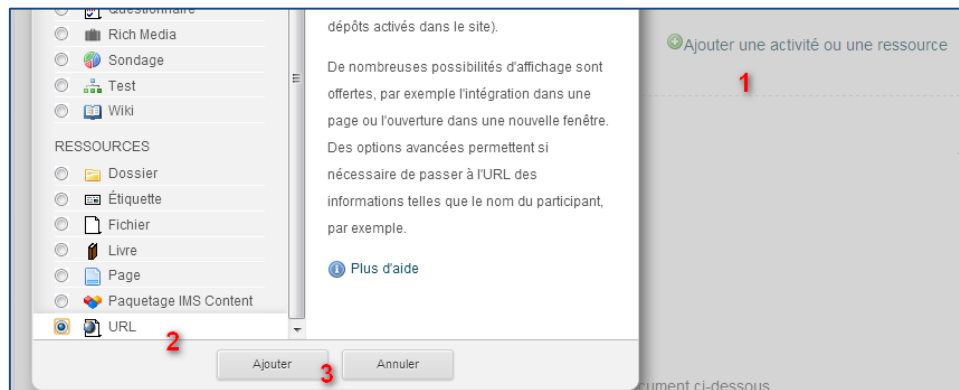 Questionnaire
Rich Media
Sondage
Test
Wiki
RESSOURCES
Dossier
Étiquette
Fichier
Livre
Page
Paquetage IMS Content
URL
2
dépôts activés dans le site).
De nombreuses possibilités d'affichage sont
offertes, par exemple l'intégration dans une
page ou l'ouverture dans une nouvelle fenêtre.
Des options avancées permettent si
nécessaire de passer à l'URL des
informations telles que le nom du participant,
par exemple.
Plus d'aide
Ajouter
3
Annuler
Ajouter une activité ou une ressource
1
cument ci-dessous